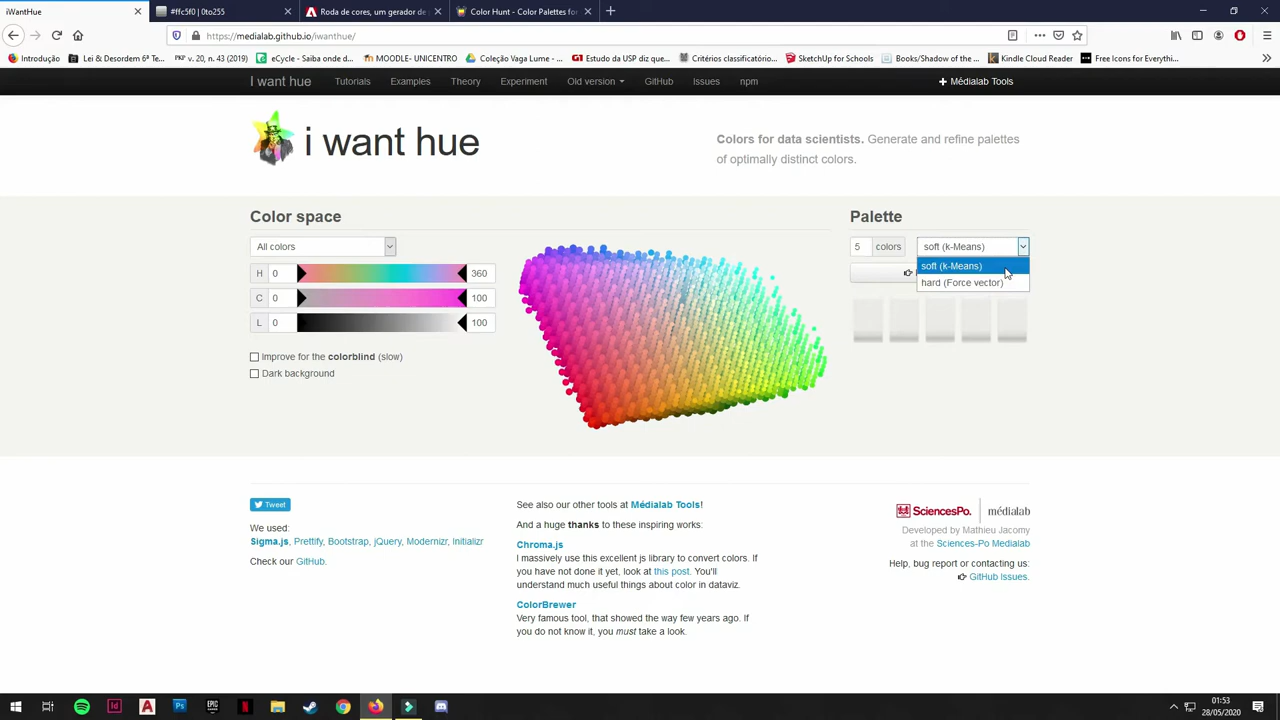 iWantHue
#ffc5f0 | 0to255
Roda de cores, um gerador de p
Color Hunt - Color Palettes fo
https://medialab.github.io/iwanthue/
Introdução
Lei & Desordem 6ª Te...
PKP v. 20, n. 43 (2019)
eCycle - Saiba onde d...
MOODLE- UNICENTRO
Coleção Vaga Lume - ...
Estudo da USP diz que...
Critérios classificatór...
SketchUp for Schools
Books/Shadow of the ...
Kindle Cloud Reader
Free Icons for Everythi...
I want hue
Tutorials
Examples
Theory
Experiment
Old version
GitHub
Issues
npm
Médialab Tools
i want hue
Colors for data scientists. Generate and refine palettes
of optimally distinct colors.
Color space
All colors
H 0 360
C 0 100
L 0 100
Improve for the colorblind (slow)
Dark background
Palette
5 colors
soft (k-Means)
soft (k-Means)
hard (Force vector)
Tweet
We used:
Sigma.js, Prettify, Bootstrap, jQuery, Modernizr, Initializr
Check our GitHub.
See also our other tools at Médialab Tools!
And a huge thanks to these inspiring works:
Chroma.js
I massively use this excellent js library to convert colors. If
you have not done it yet, look at this post. You'll
understand much useful things about color in dataviz.
ColorBrewer
Very famous tool, that showed the way few years ago. If
you do not know it, you must take a look.
SciencesPo.
médialab
Developed by Mathieu Jacomy
at the Sciences-Po Medialab
Help, bug report or contacting us:
GitHub Issues.
01:53
28/05/2020